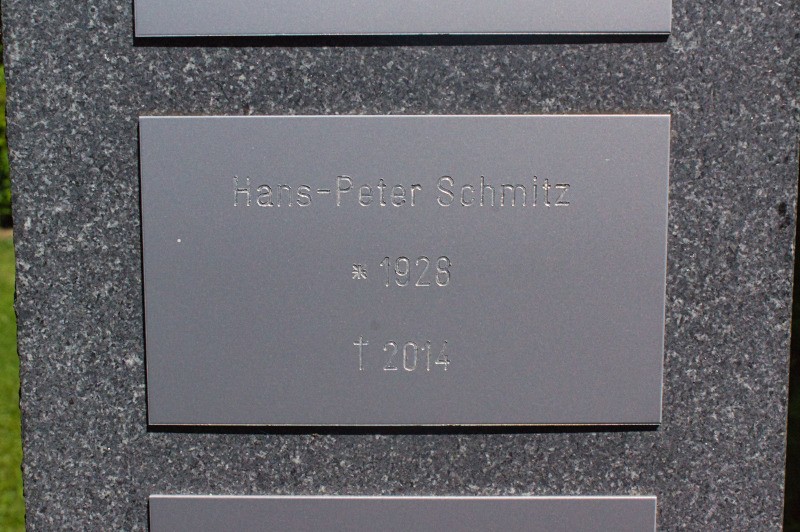 Hans-Peter Schmitz
* 1928
† 2014